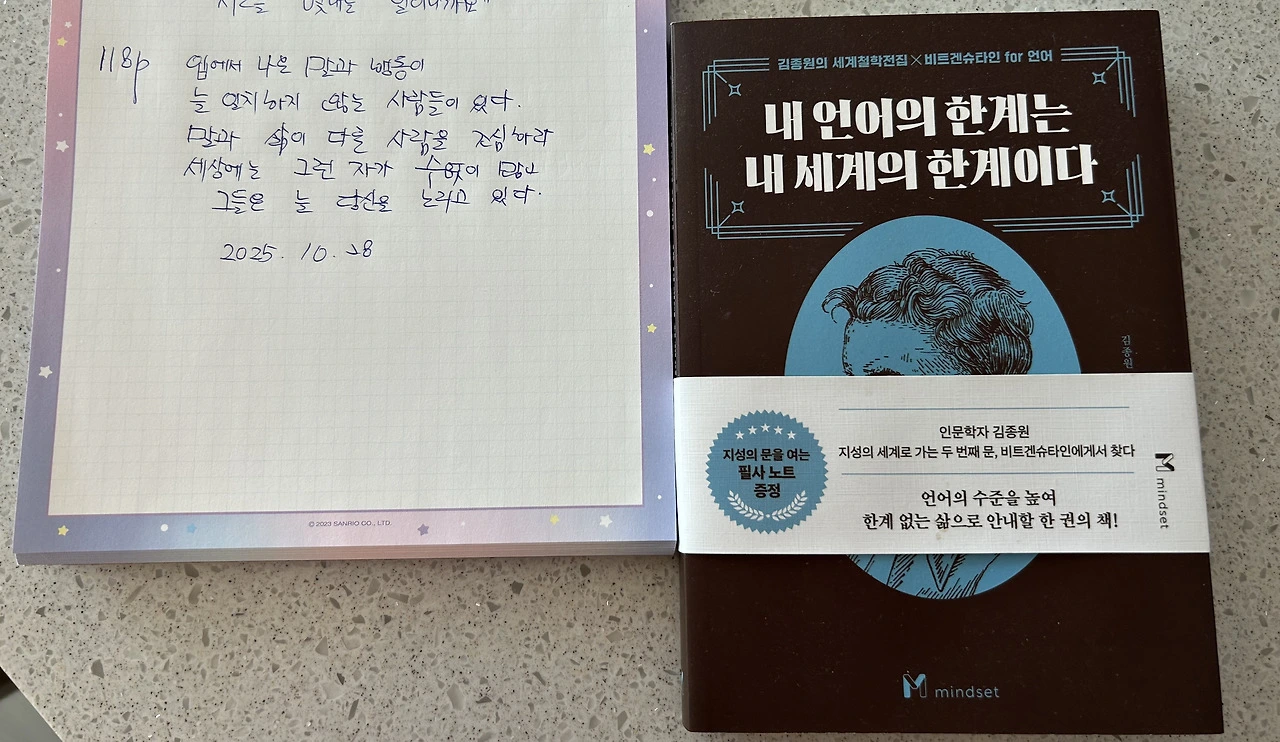 118p
입에서 나온 말과 행동이
늘 일치하지 않는 사람들이 있다.
말과 삶이 다를 사람을 조심하라
세상에는 그런 자가 수없이 많고
그들은 늘 당신을 노리고 있다.
2025. 10. 28
© 2023 SANRIO CO., LTD.
김종원의 세계철학전집×비트겐슈타인 for 언어
내 언어의 한계는
내 세계의 한계이다
김종원
지성의 문을 여는
필사 노트
증정
인문학자 김종원
지성의 세계로 가는 두 번째 문, 비트겐슈타인에게서 찾다
언어의 수준을 높여
한계 없는 삶으로 안내할 한 권의 책!
mindset
mindset